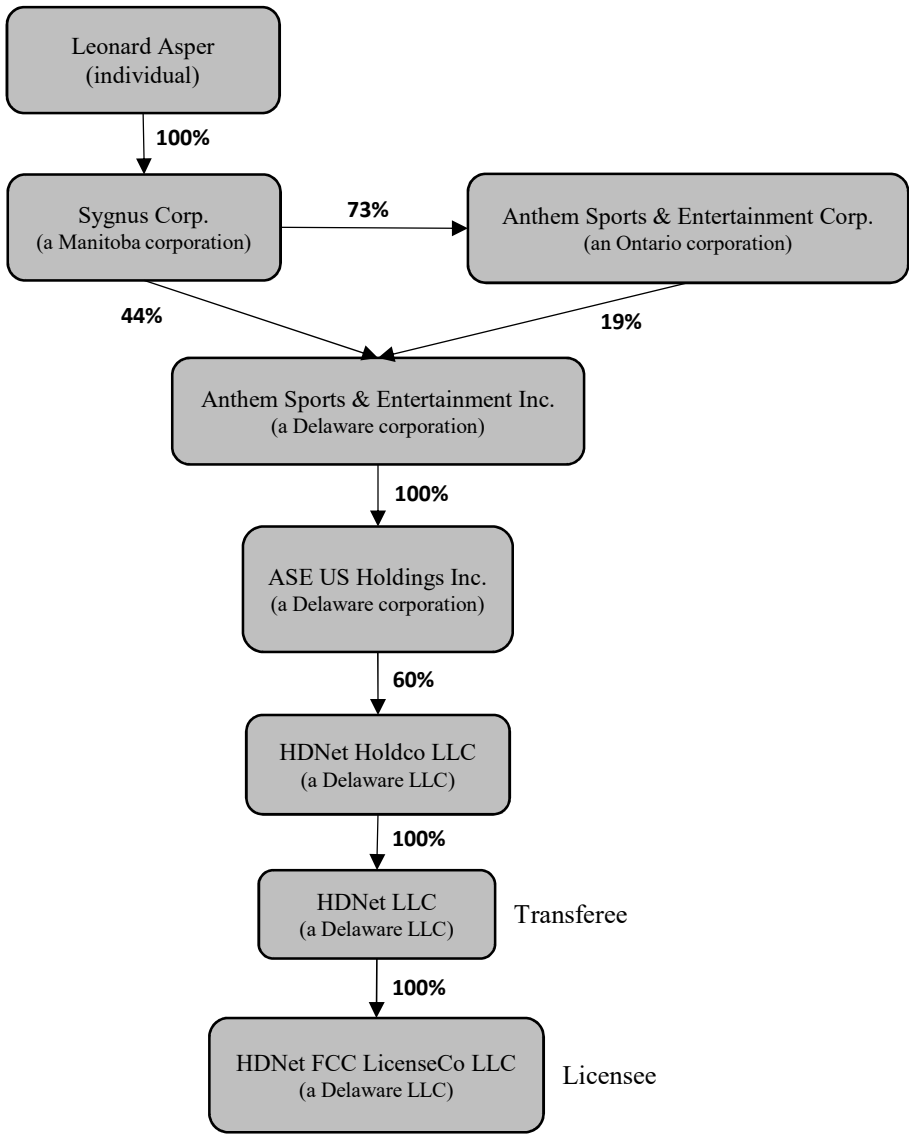 Leonard Asper
(individual)
100%
Sygnus Corp.
(a Manitoba corporation)
73%
Anthem Sports & Entertainment Corp.
(an Ontario corporation)
44%
19%
Anthem Sports & Entertainment Inc.
(a Delaware corporation)
100%
ASE US Holdings Inc.
(a Delaware corporation)
60%
HDNet Holdco LLC
(a Delaware LLC)
100%
HDNet LLC
(a Delaware LLC)
Transferee
100%
HDNet FCC LicenseCo LLC
(a Delaware LLC)
Licensee